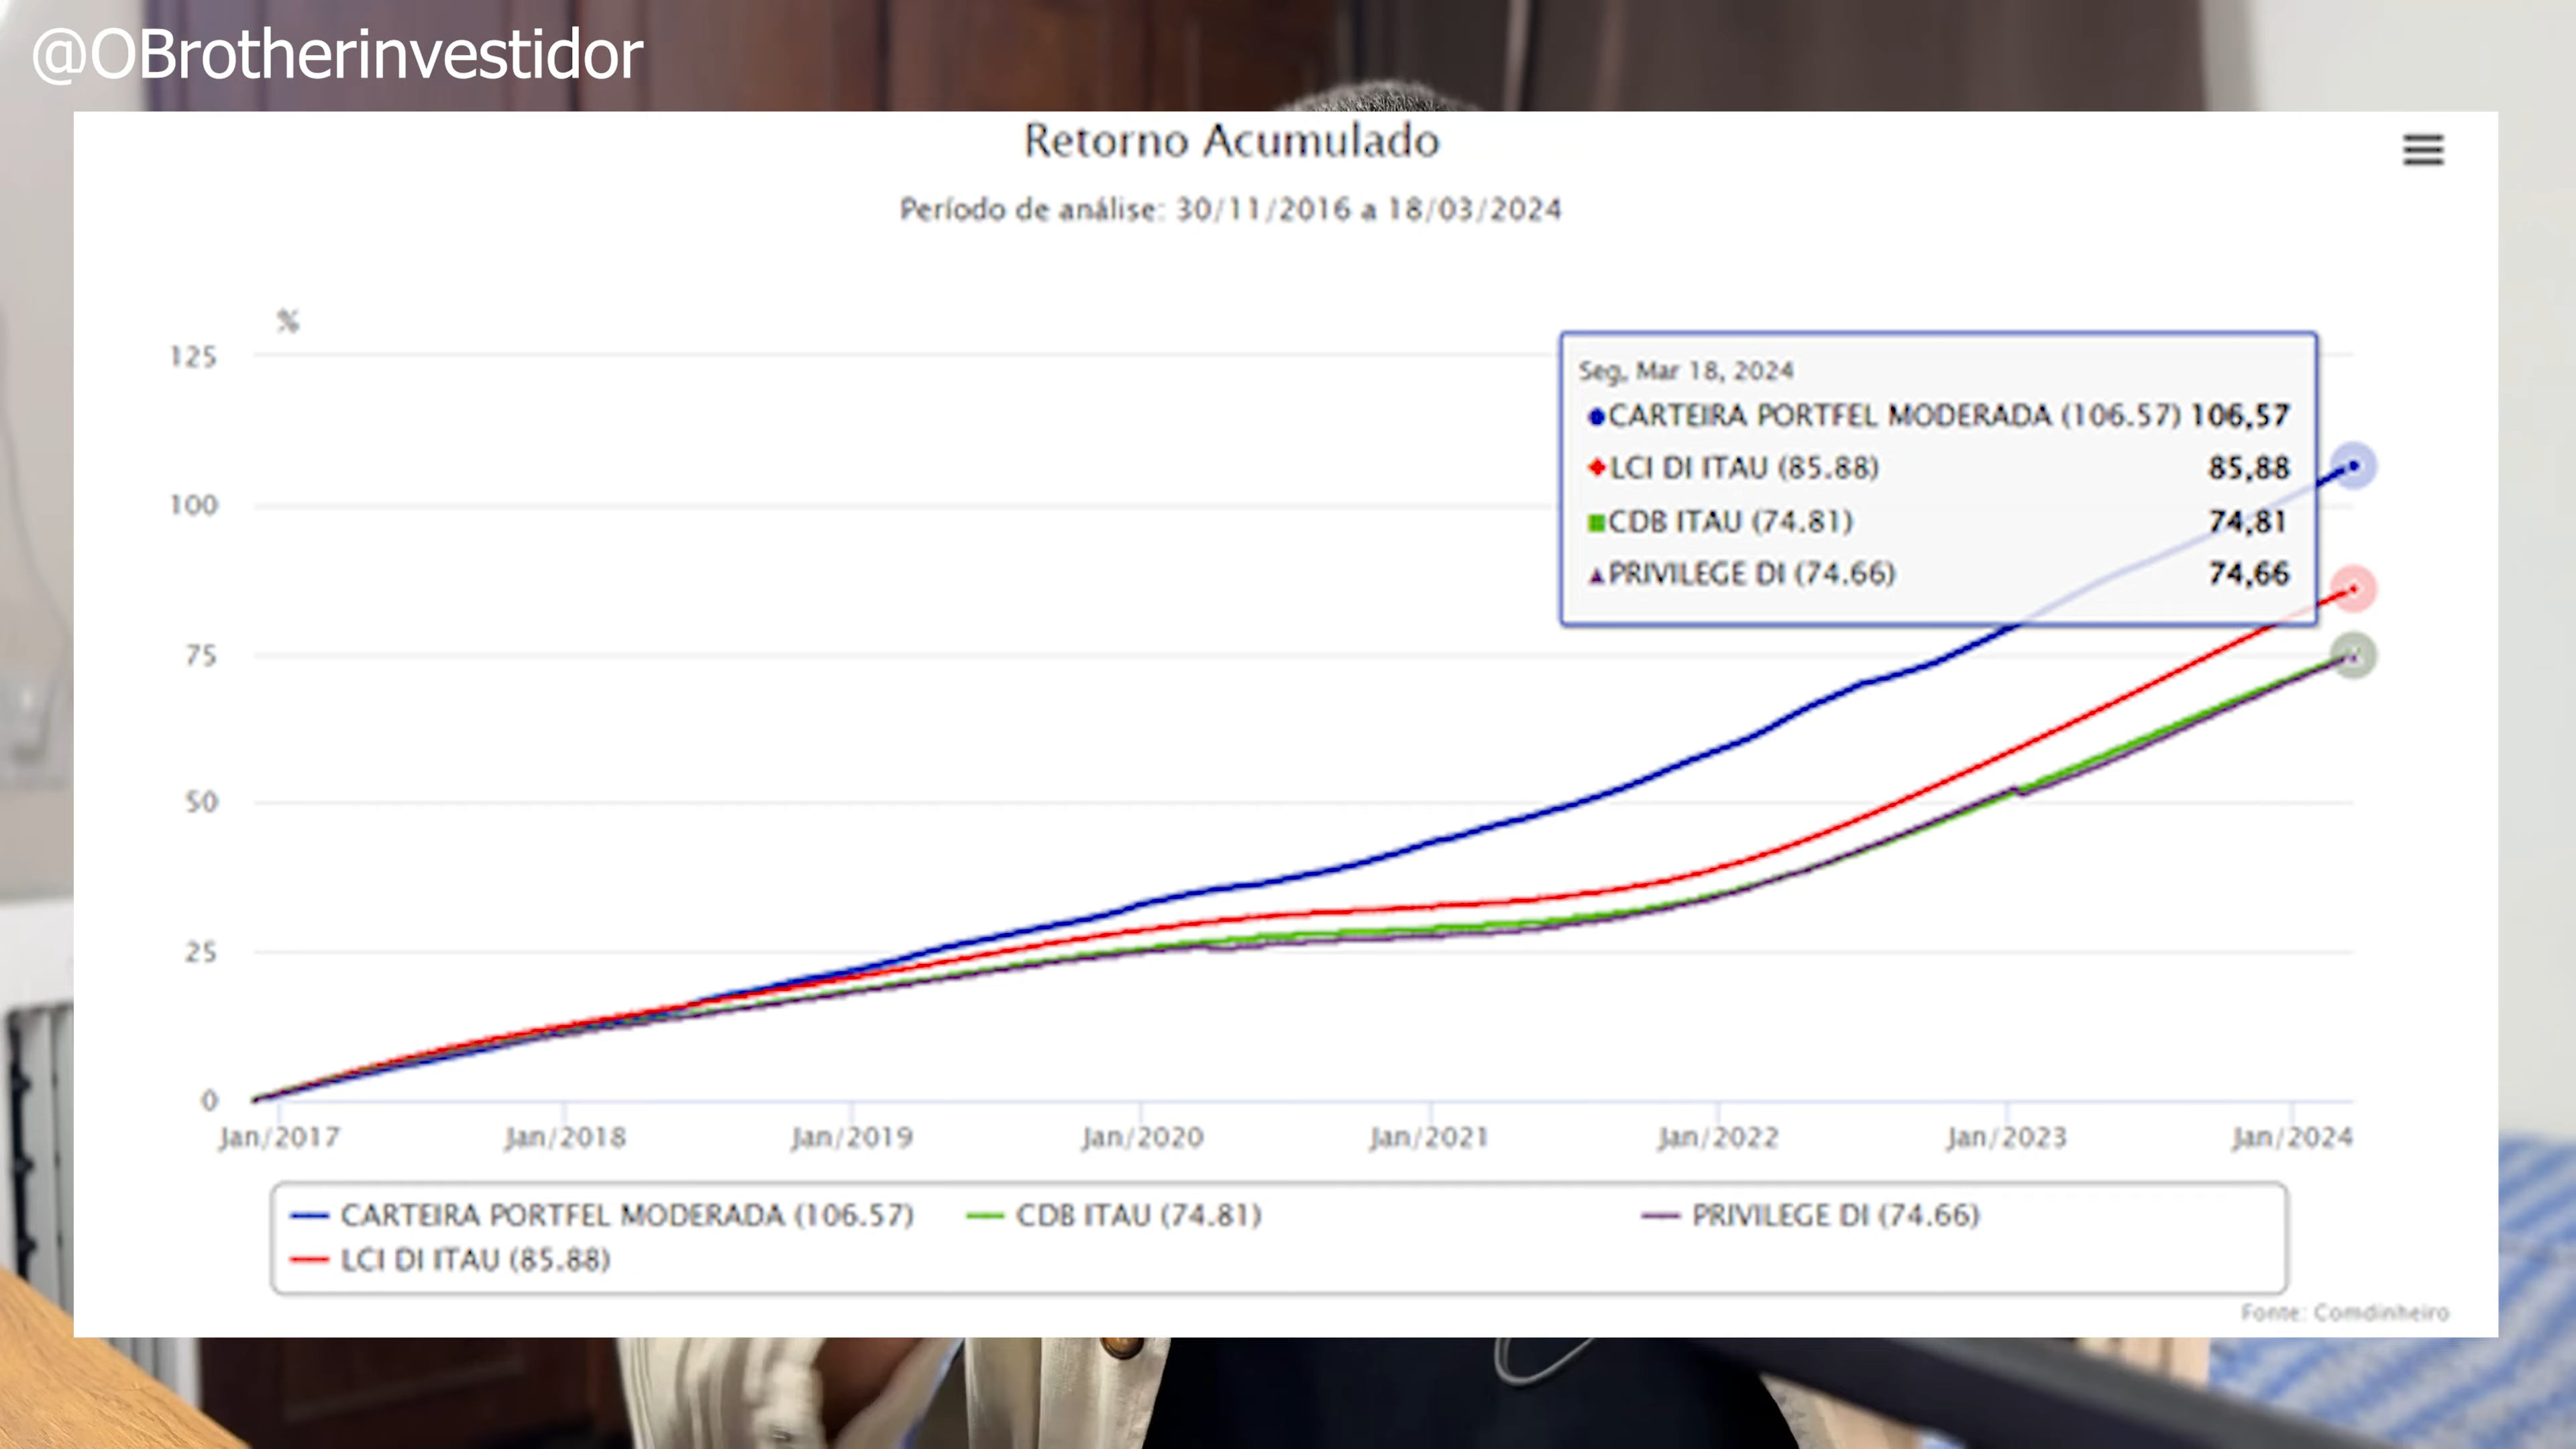 @OBrotherinvestidor
Retorno Acumulado
Período de análise: 30/11/2016 a 18/03/2024
%
125
100
75
50
25
0
Seg, Mar 18, 2024
CARTEIRA PORTFEL MODERADA (106.57) 106,57
LCI DI ITAU (85.88) 85,88
CDB ITAU (74.81) 74,81
PRIVILEGE DI (74.66) 74,66
Jan/2017 Jan/2018 Jan/2019 Jan/2020 Jan/2021 Jan/2022 Jan/2023 Jan/2024
CARTEIRA PORTFEL MODERADA (106.57) CDB ITAU (74.81) PRIVILEGE DI (74.66)
LCI DI ITAU (85.88)
Fonte: Comdinheiro